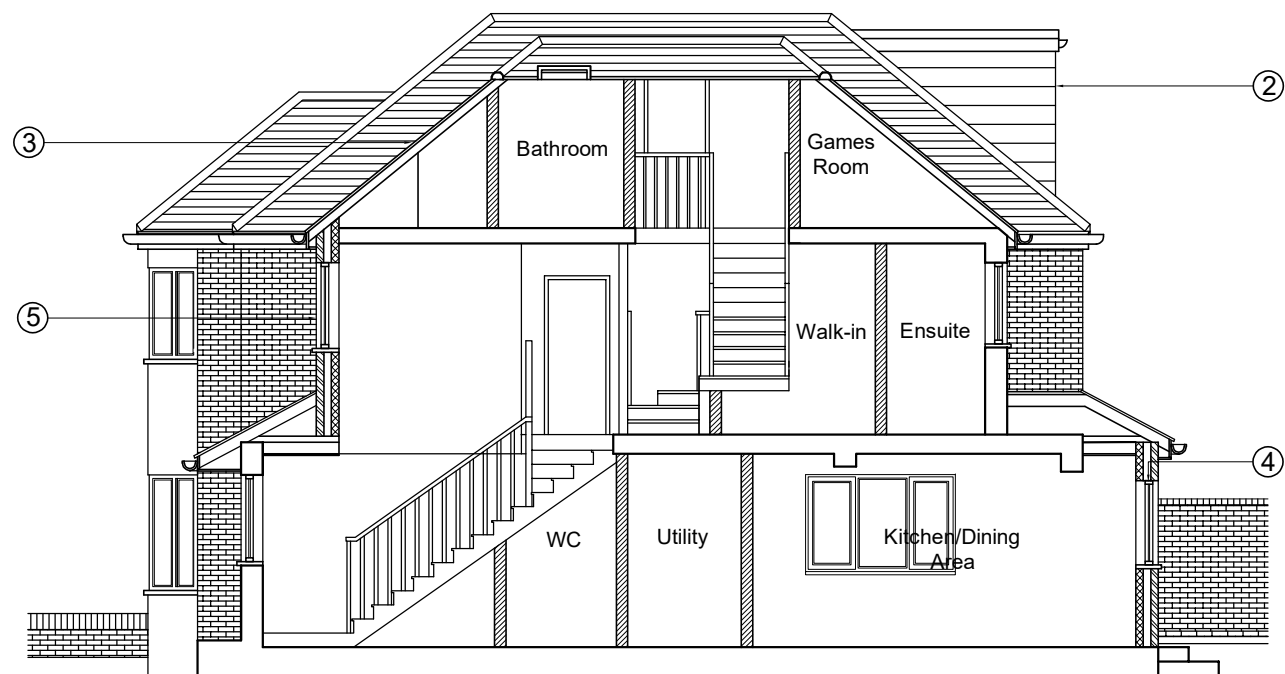 2
3
Bathroom
Games
Room
5
Walk-in
Ensuite
4
WC
Utility
Kitchen/Dining
Area